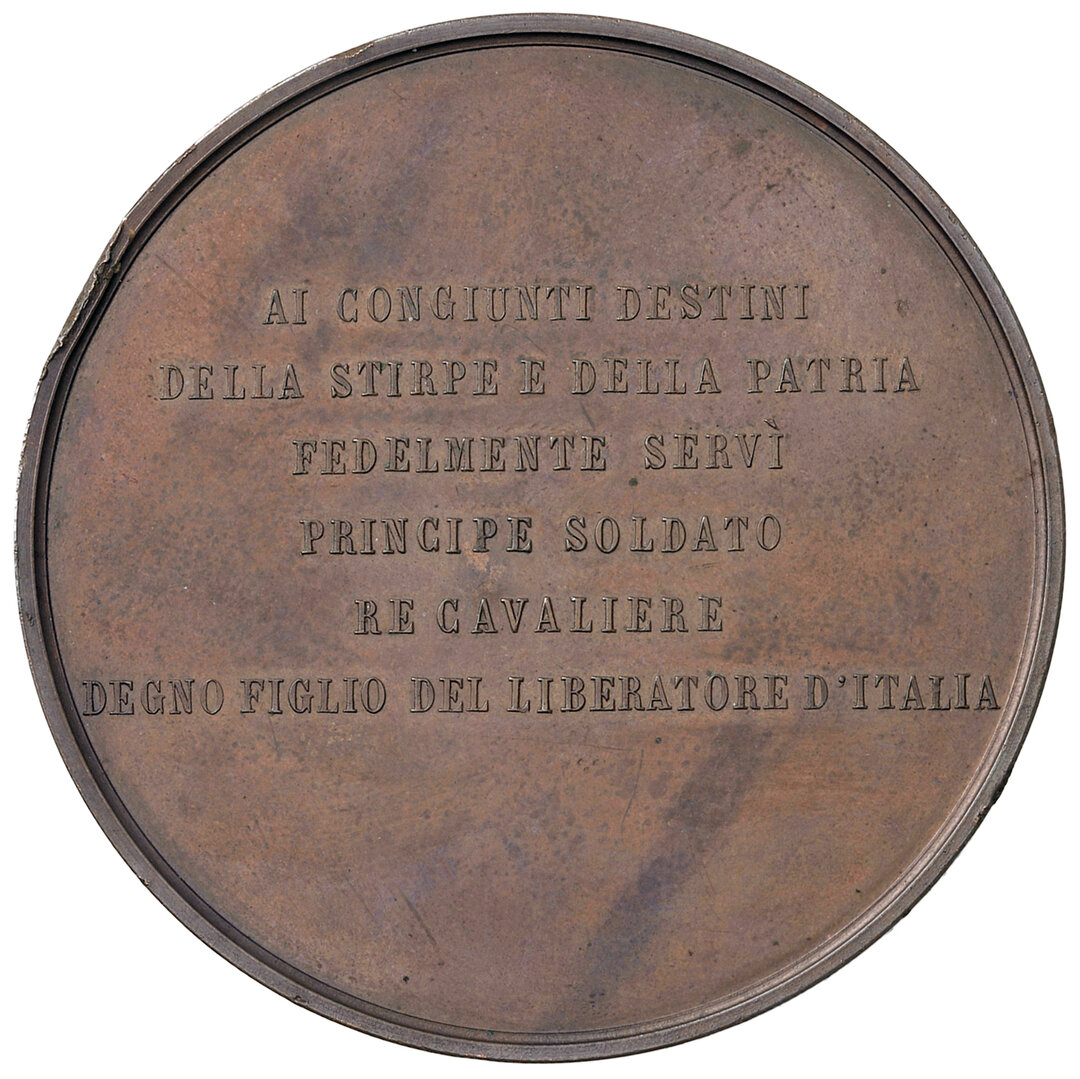 AI CONGIUNTI DESTINI
DELLA STIRPE E DELLA PATRIA
FEDELMENTE SERVÌ
PRINCIPE SOLDATO
RE CAVALIERE
DEGNO FIGLIO DEL LIBERATORE D'ITALIA